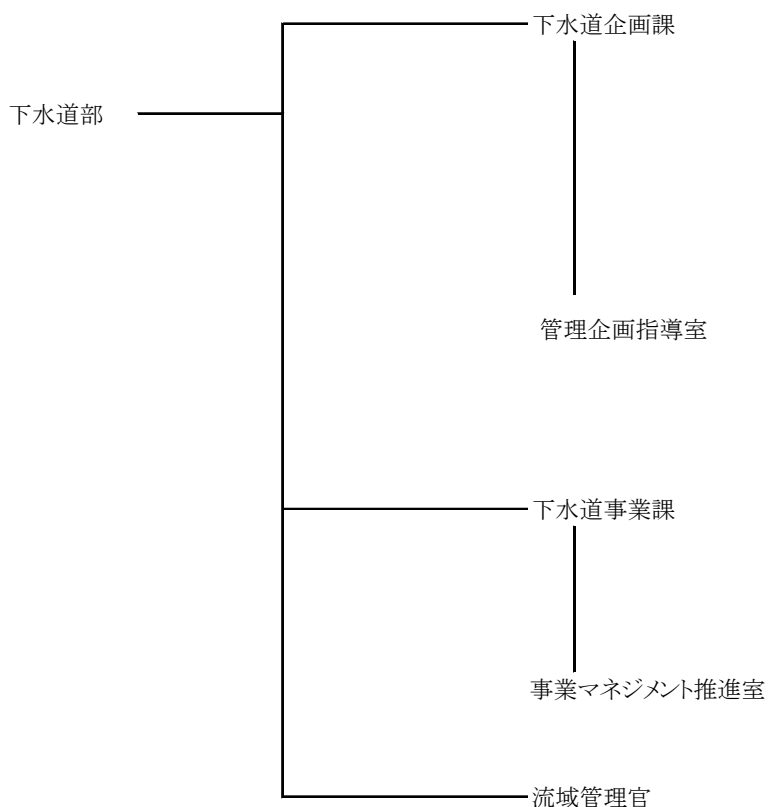 下水道企画課
下水道部
管理企画指導室
下水道事業課
事業マネジメント推進室
流域管理官